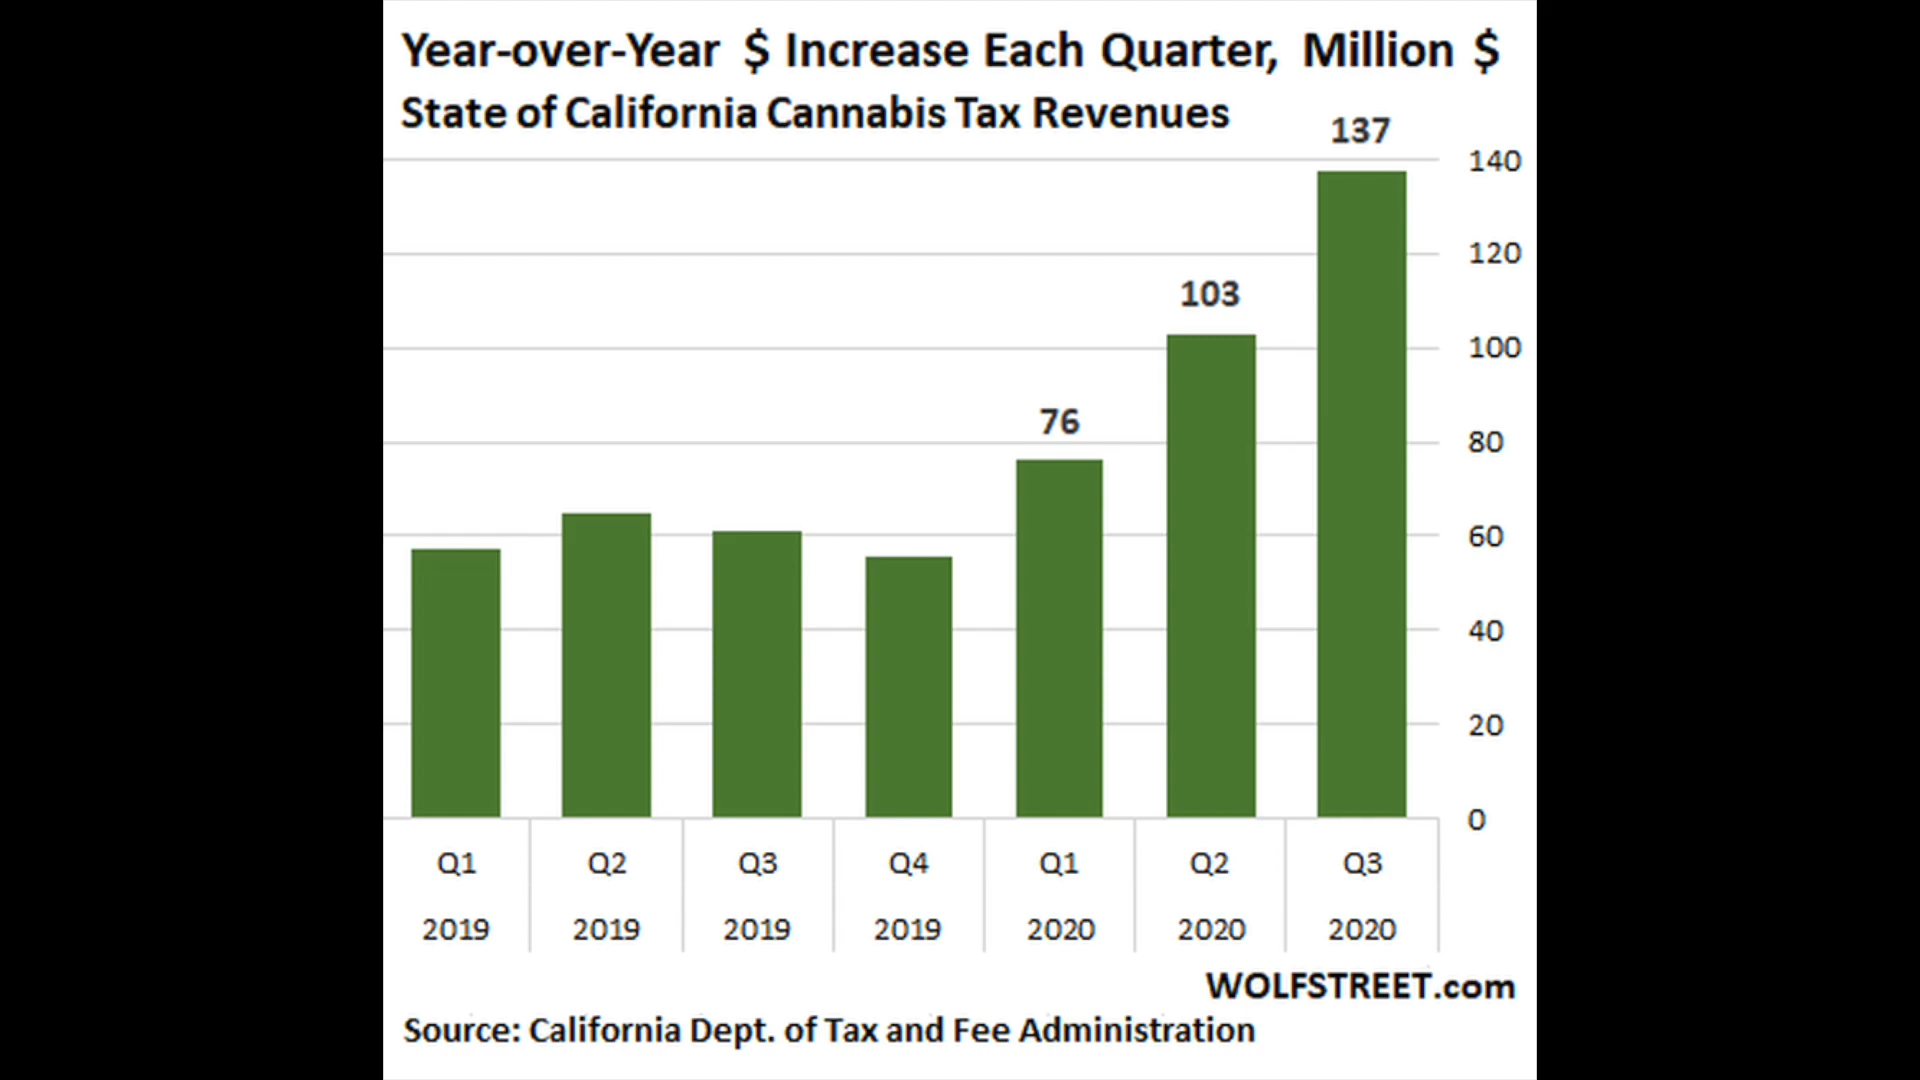 Year-over-Year $ Increase Each Quarter, Million $
State of California Cannabis Tax Revenues
137
140
120
103
100
76
80
60
40
20
0
Q1 Q2 Q3 Q4 Q1 Q2 Q3
2019 2019 2019 2019 2020 2020 2020
WOLFSTREET.com
Source: California Dept. of Tax and Fee Administration